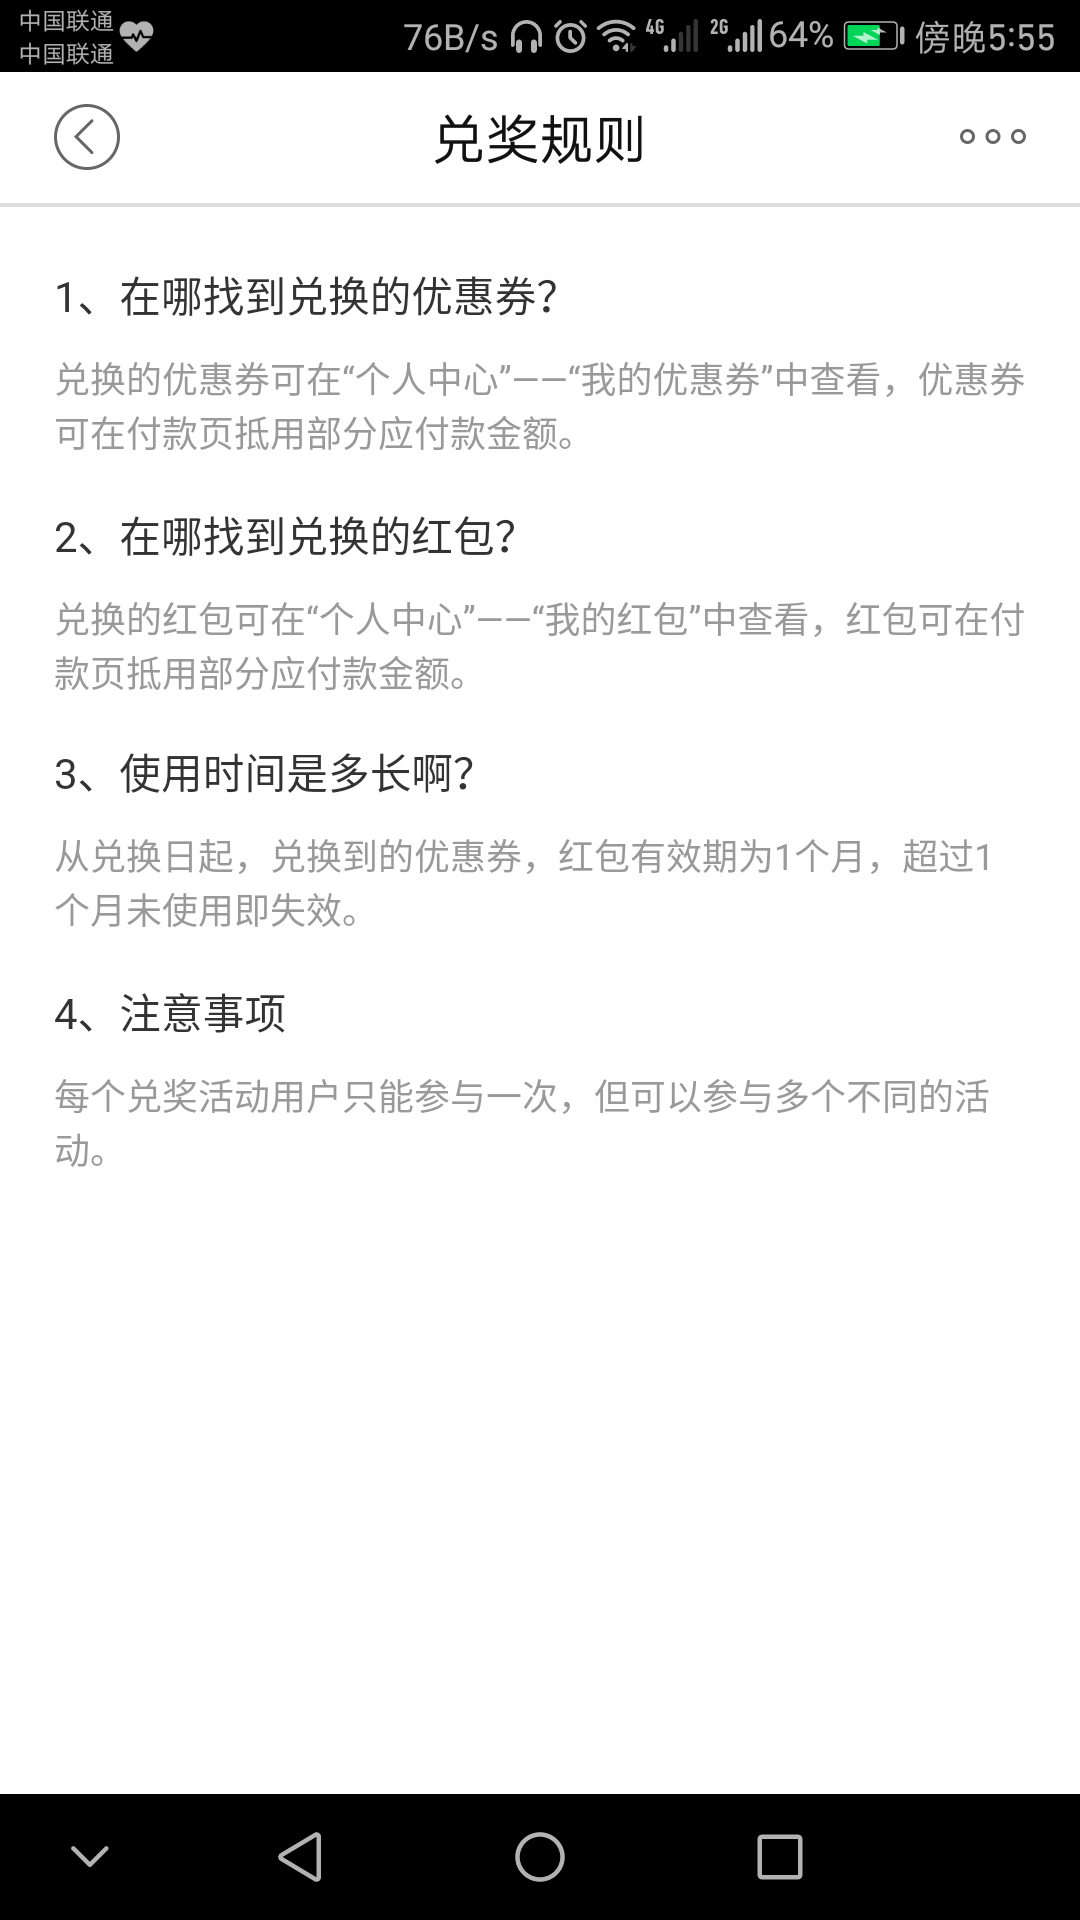 中国联通
中国联通
76B/s 4G 2G 64% 傍晚5:55
兑奖规则
1、在哪找到兑换的优惠券？
兑换的优惠券可在“个人中心”——“我的优惠券”中查看，优惠券
可在付款页抵用部分应付款金额。
2、在哪找到兑换的红包？
兑换的红包可在“个人中心”——“我的红包”中查看，红包可在付
款页抵用部分应付款金额。
3、使用时间是多长啊？
从兑换日起，兑换到的优惠券，红包有效期为1个月，超过1
个月未使用即失效。
4、注意事项
每个兑奖活动用户只能参与一次，但可以参与多个不同的活
动。